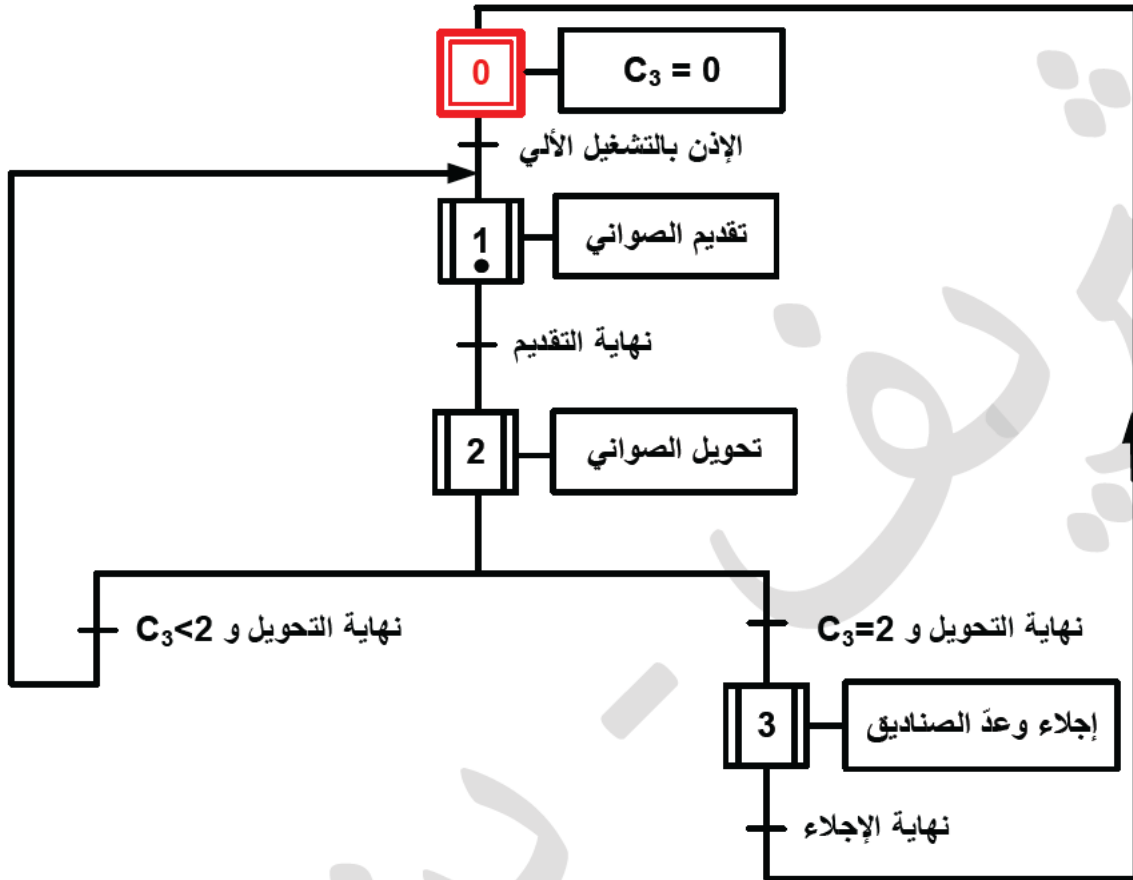 0
C₃ = 0
الإذن بالتشغيل الألي
1
تقديم الصواني
نهاية التقديم
2
تحويل الصواني
نهاية التحويل و C₃=2
نهاية التحويل و C₃<2
3
إجلاء وعدّ الصناديق
نهاية الإجلاء